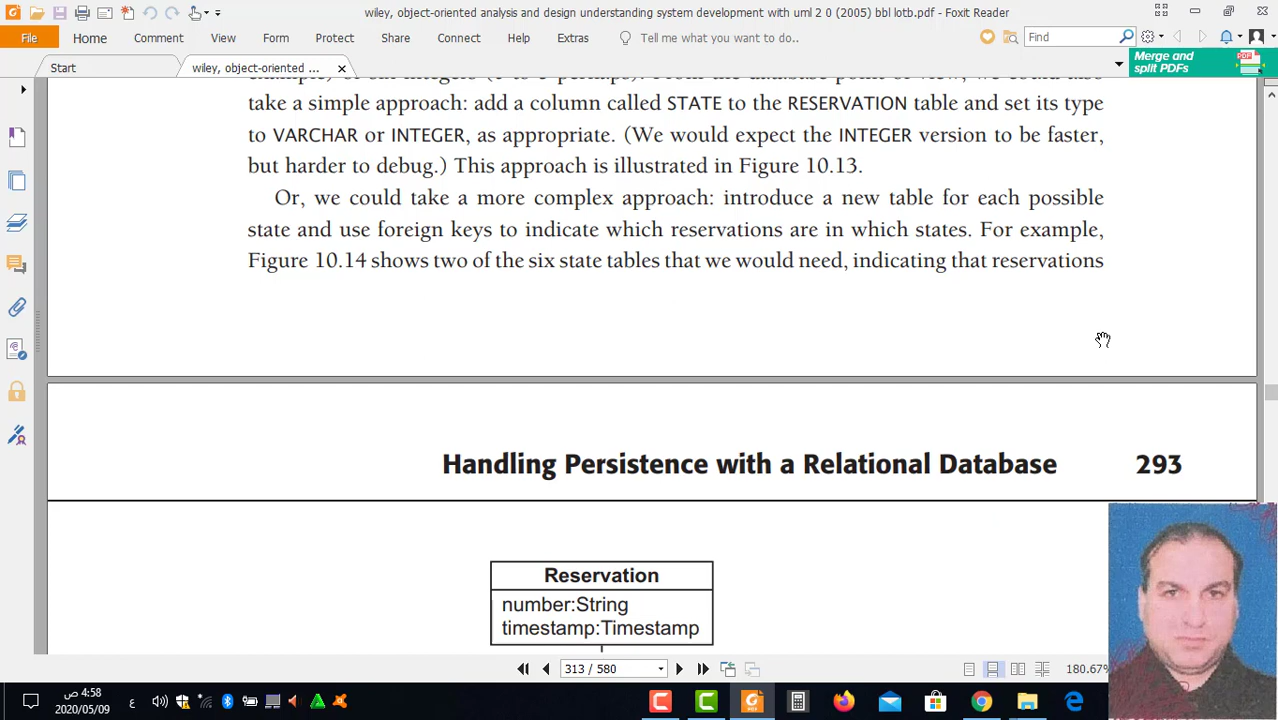 wiley, object-oriented analysis and design understanding system development with uml 2 0 (2005) bbl lotb.pdf - Foxit Reader
File Home Comment View Form Protect Share Connect Help Extras Tell me what you want to do.. Find
Start wiley, object-oriented ... Merge and
split PDFs
take a simple approach: add a column called STATE to the RESERVATION table and set its type
to VARCHAR or INTEGER, as appropriate. (We would expect the INTEGER version to be faster,
but harder to debug.) This approach is illustrated in Figure 10.13.
Or, we could take a more complex approach: introduce a new table for each possible
state and use foreign keys to indicate which reservations are in which states. For example,
Figure 10.14 shows two of the six state tables that we would need, indicating that reservations
Handling Persistence with a Relational Database 293
Reservation
number:String
timestamp:Timestamp
313 / 580 180.67%
4:58 ص
2020/05/09
ع